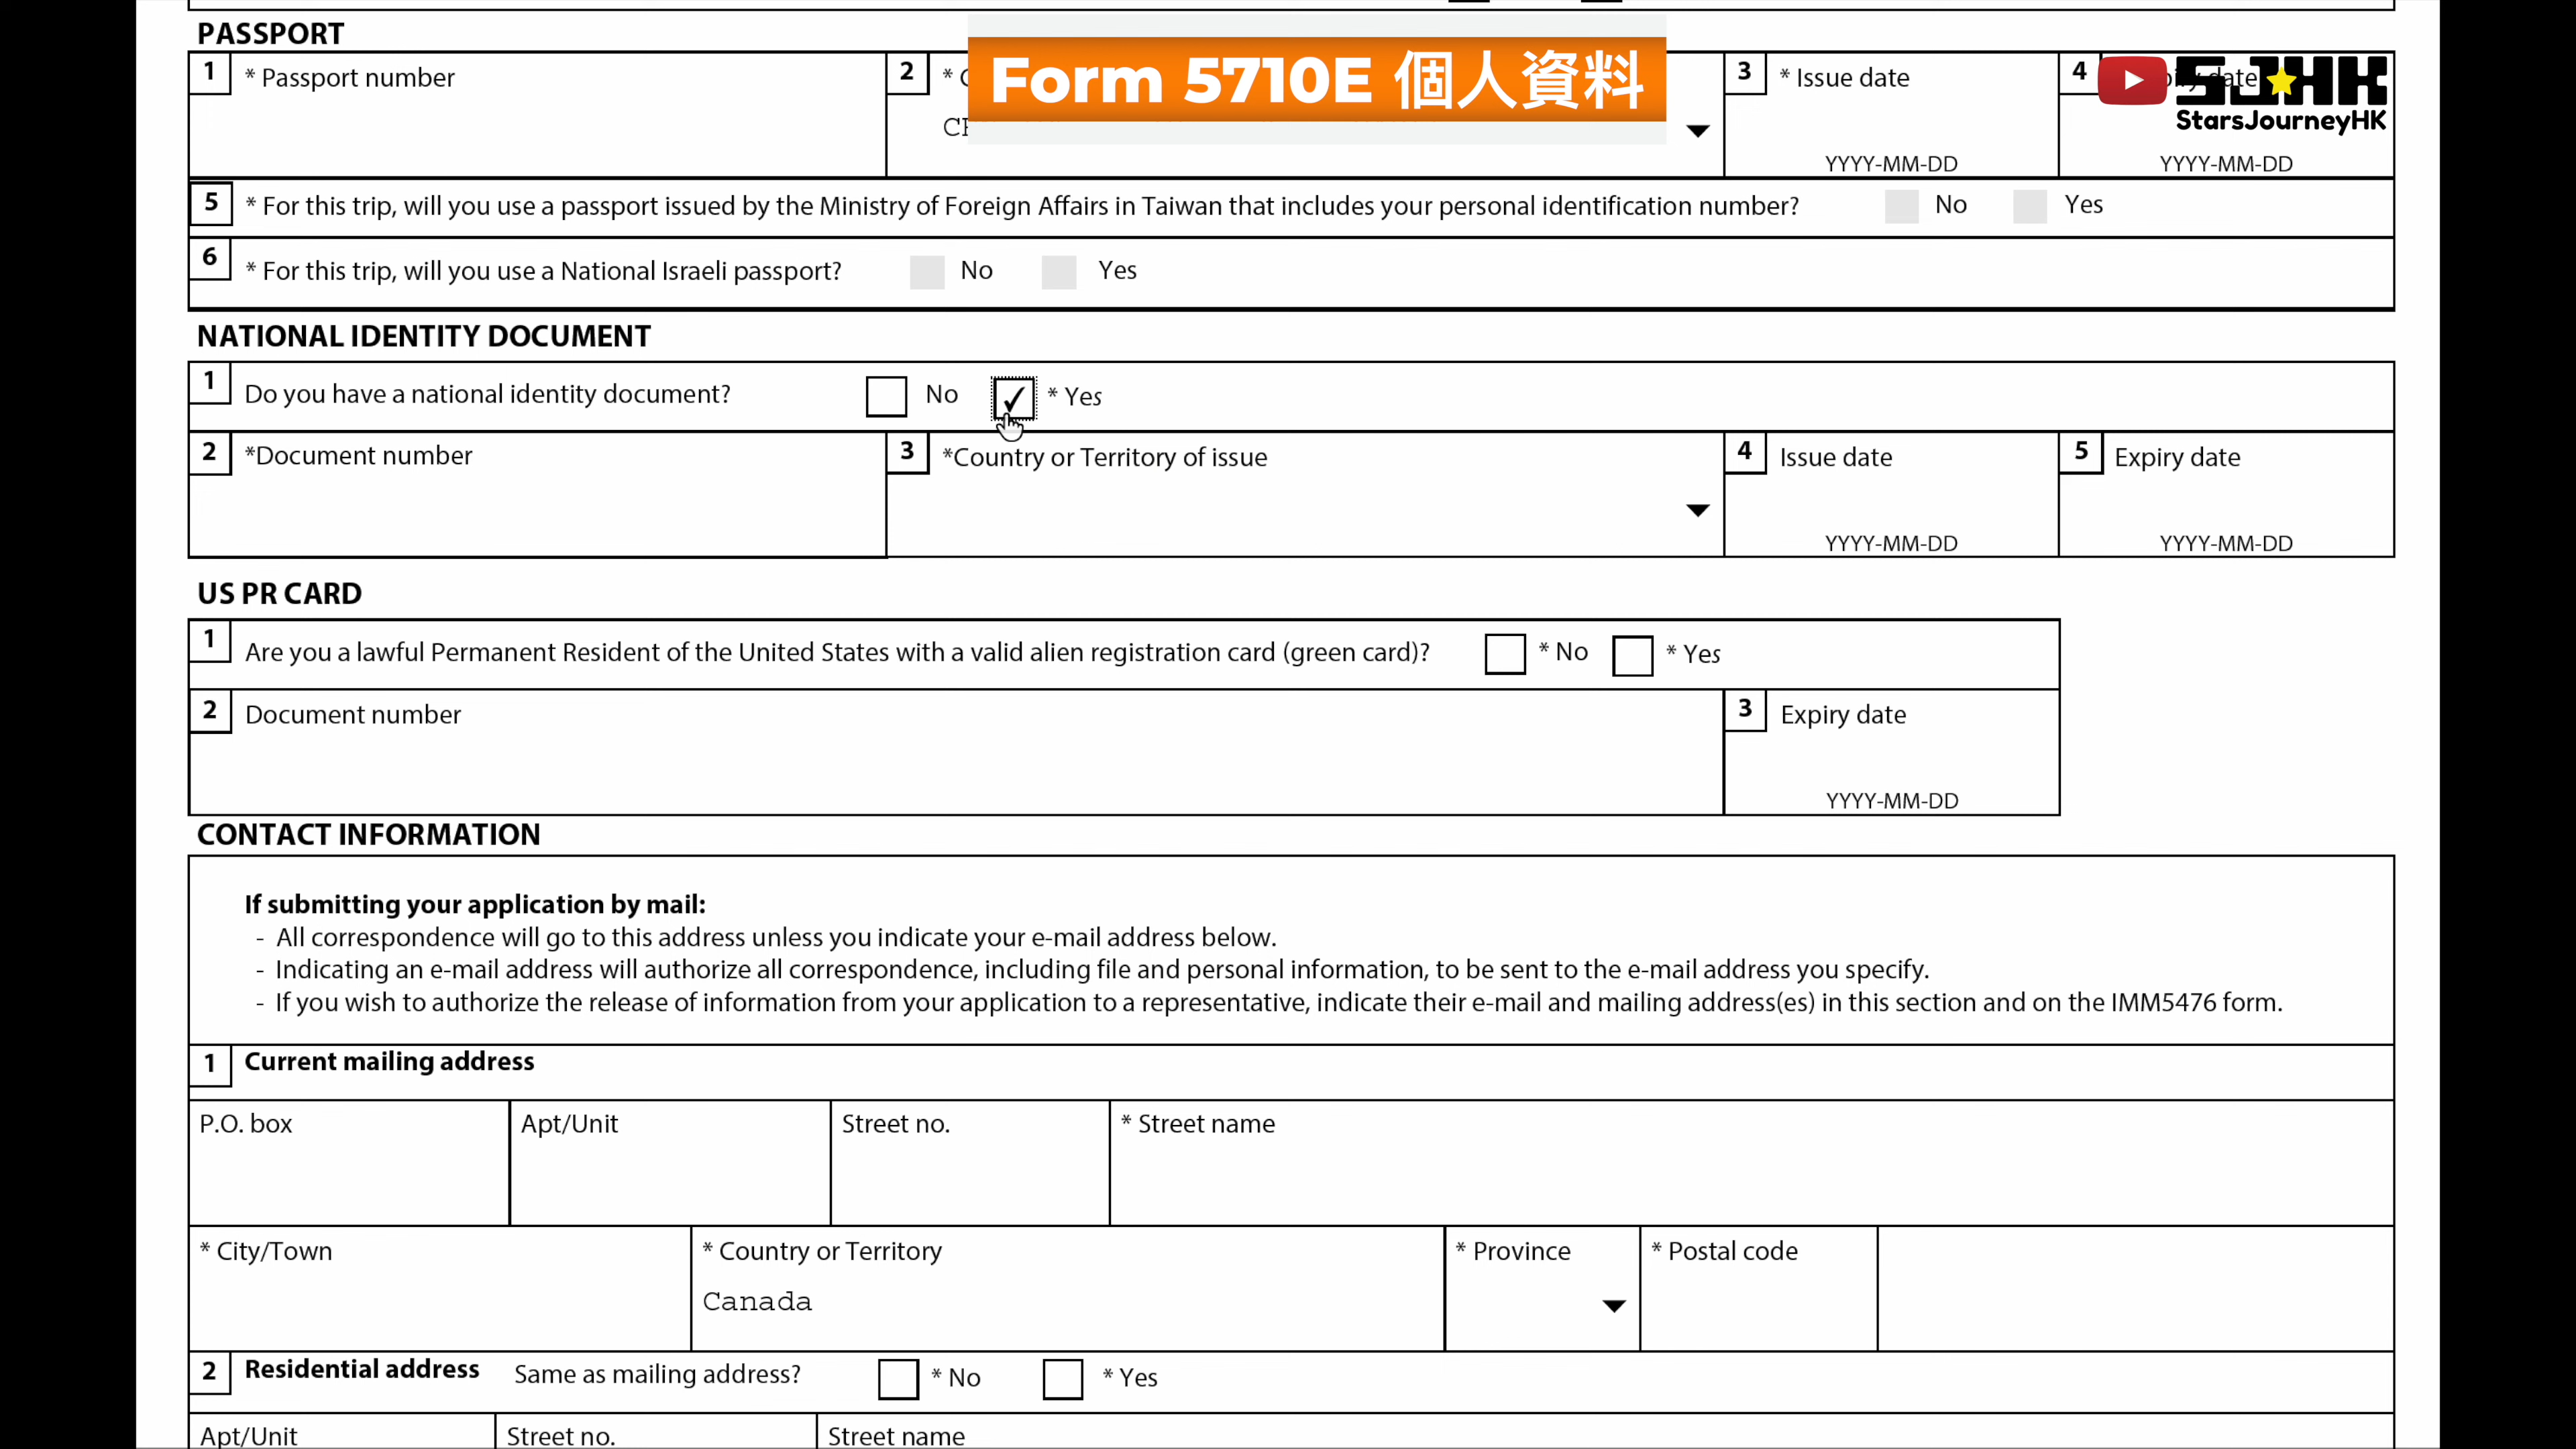 PASSPORT
1 * Passport number
2 *
Form 5710E 個人資料
3 * Issue date
4
SJHK
StarsJourneyHK
YYYY-MM-DD
YYYY-MM-DD
5 * For this trip, will you use a passport issued by the Ministry of Foreign Affairs in Taiwan that includes your personal identification number? No Yes
6 * For this trip, will you use a National Israeli passport? No Yes
NATIONAL IDENTITY DOCUMENT
1 Do you have a national identity document? No * Yes
2 *Document number
3 *Country or Territory of issue
4 Issue date
5 Expiry date
YYYY-MM-DD
YYYY-MM-DD
US PR CARD
1 Are you a lawful Permanent Resident of the United States with a valid alien registration card (green card)? * No * Yes
2 Document number
3 Expiry date
YYYY-MM-DD
CONTACT INFORMATION
If submitting your application by mail:
- All correspondence will go to this address unless you indicate your e-mail address below.
- Indicating an e-mail address will authorize all correspondence, including file and personal information, to be sent to the e-mail address you specify.
- If you wish to authorize the release of information from your application to a representative, indicate their e-mail and mailing address(es) in this section and on the IMM5476 form.
1 Current mailing address
P.O. box
Apt/Unit
Street no.
* Street name
* City/Town
* Country or Territory
Canada
* Province
* Postal code
2 Residential address Same as mailing address? * No * Yes
Apt/Unit
Street no.
Street name